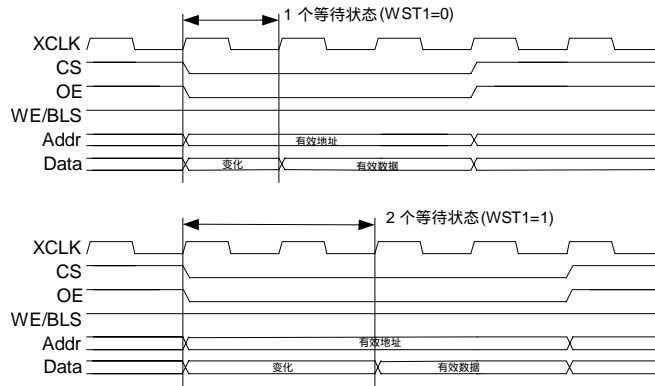 1 个等待状态(WST1=0)
XCLK
CS
OE
WE/BLS
Addr 有效地址
Data 变化 有效数据
2 个等待状态(WST1=1)
XCLK
CS
OE
WE/BLS
Addr 有效地址
Data 变化 有效数据